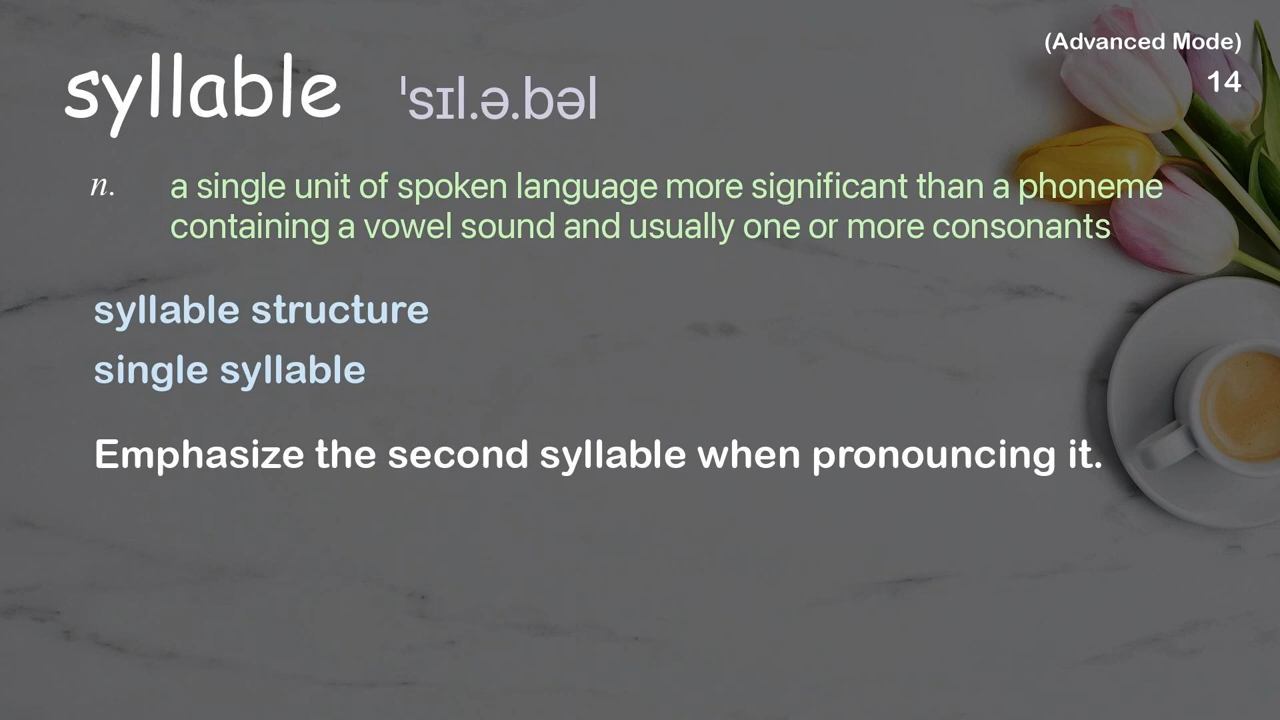 (Advanced Mode)
14
syllable ˈsɪl.ə.bəl
n. a single unit of spoken language more significant than a phoneme
containing a vowel sound and usually one or more consonants
syllable structure
single syllable
Emphasize the second syllable when pronouncing it.